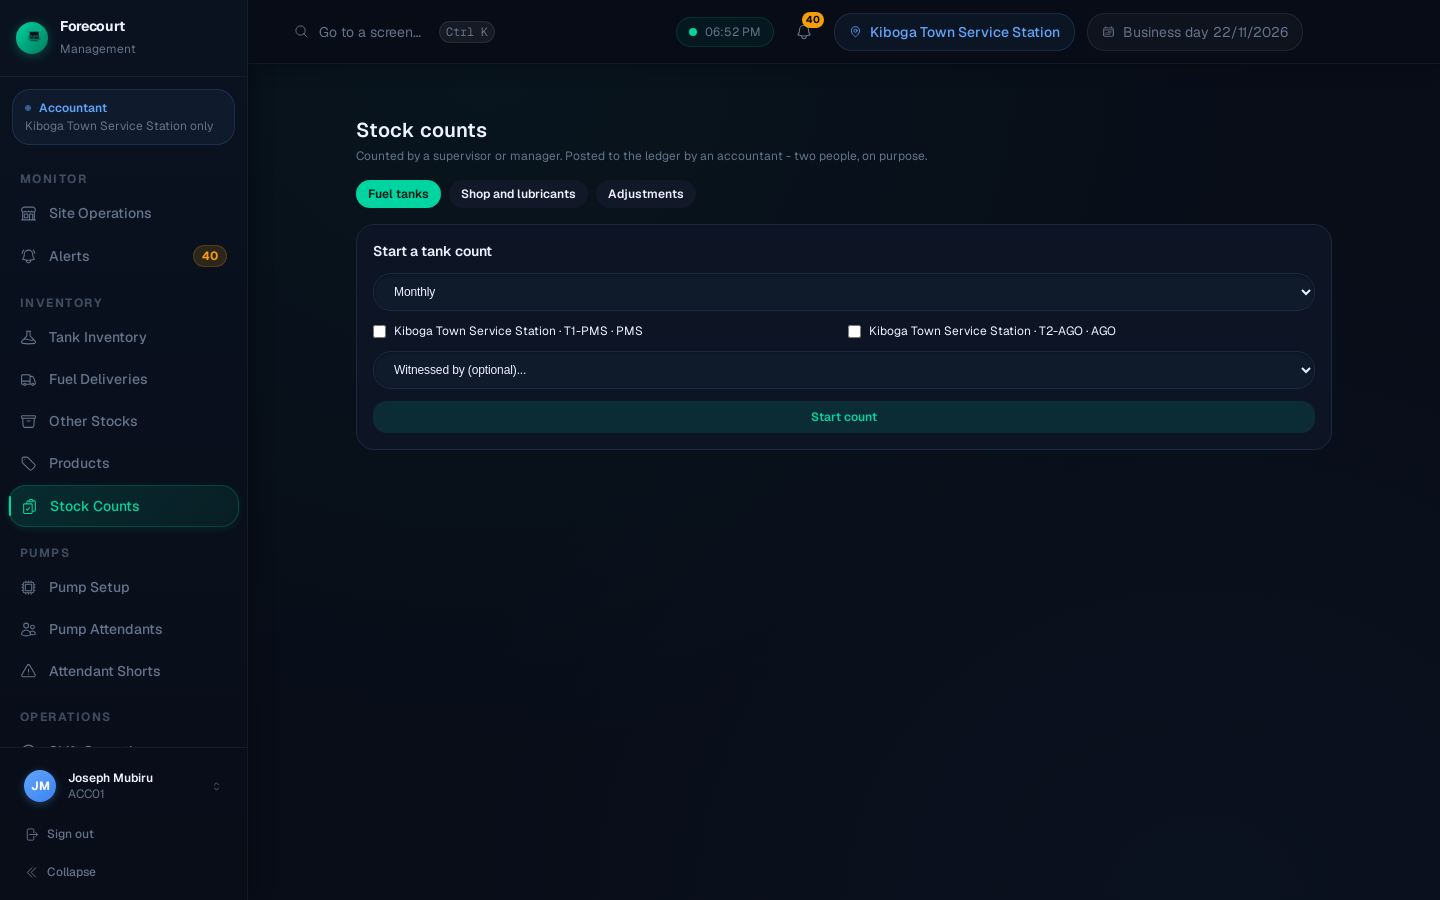 Forecourt
Management
Go to a screen...
Ctrl K
06:52 PM
40
Kiboga Town Service Station
Business day 22/11/2026
Accountant
Kiboga Town Service Station only
MONITOR
Site Operations
Alerts
40
INVENTORY
Tank Inventory
Fuel Deliveries
Other Stocks
Products
Stock Counts
PUMPS
Pump Setup
Pump Attendants
Attendant Shorts
OPERATIONS
JM
Joseph Mubiru
ACC01
Sign out
Collapse
Stock counts
Counted by a supervisor or manager. Posted to the ledger by an accountant - two people, on purpose.
Fuel tanks
Shop and lubricants
Adjustments
Start a tank count
Monthly
Kiboga Town Service Station · T1-PMS · PMS
Kiboga Town Service Station · T2-AGO · AGO
Witnessed by (optional)...
Start count